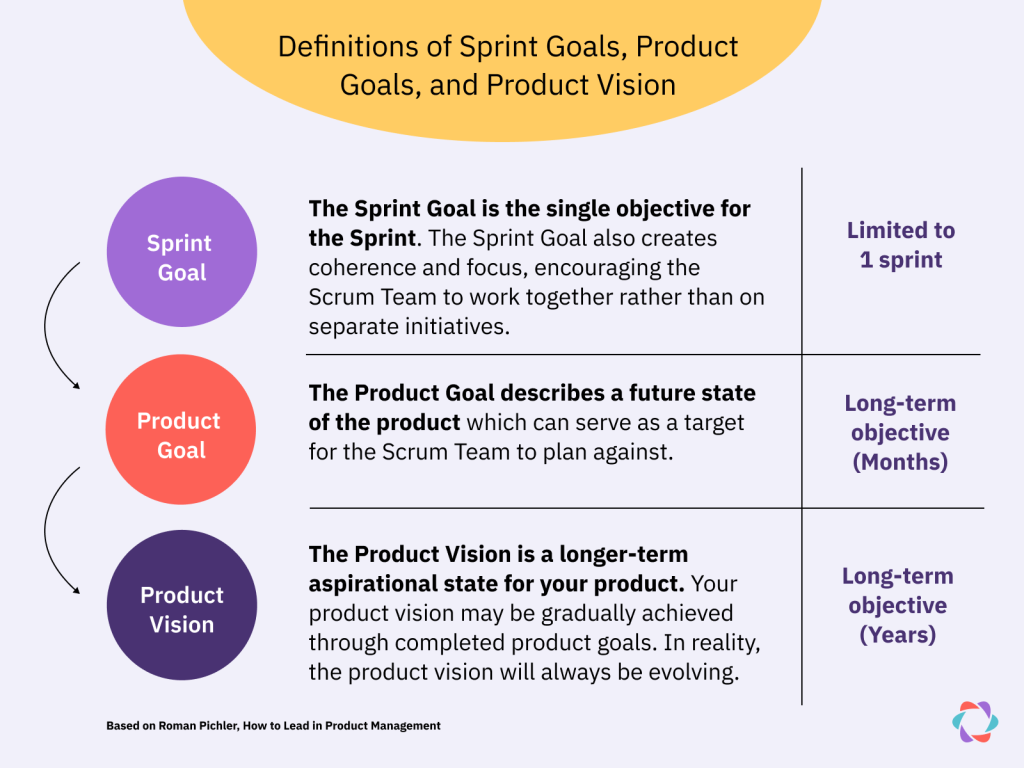 Definitions of Sprint Goals, Product
Goals, and Product Vision
Sprint
Goal
The Sprint Goal is the single objective for
the Sprint. The Sprint Goal also creates
coherence and focus, encouraging the
Scrum Team to work together rather than on
separate initiatives.
Limited to
1 sprint
Product
Goal
The Product Goal describes a future state
of the product which can serve as a target
for the Scrum Team to plan against.
Long-term
objective
(Months)
Product
Vision
The Product Vision is a longer-term
aspirational state for your product. Your
product vision may be gradually achieved
through completed product goals. In reality,
the product vision will always be evolving.
Long-term
objective
(Years)
Based on Roman Pichler, How to Lead in Product Management